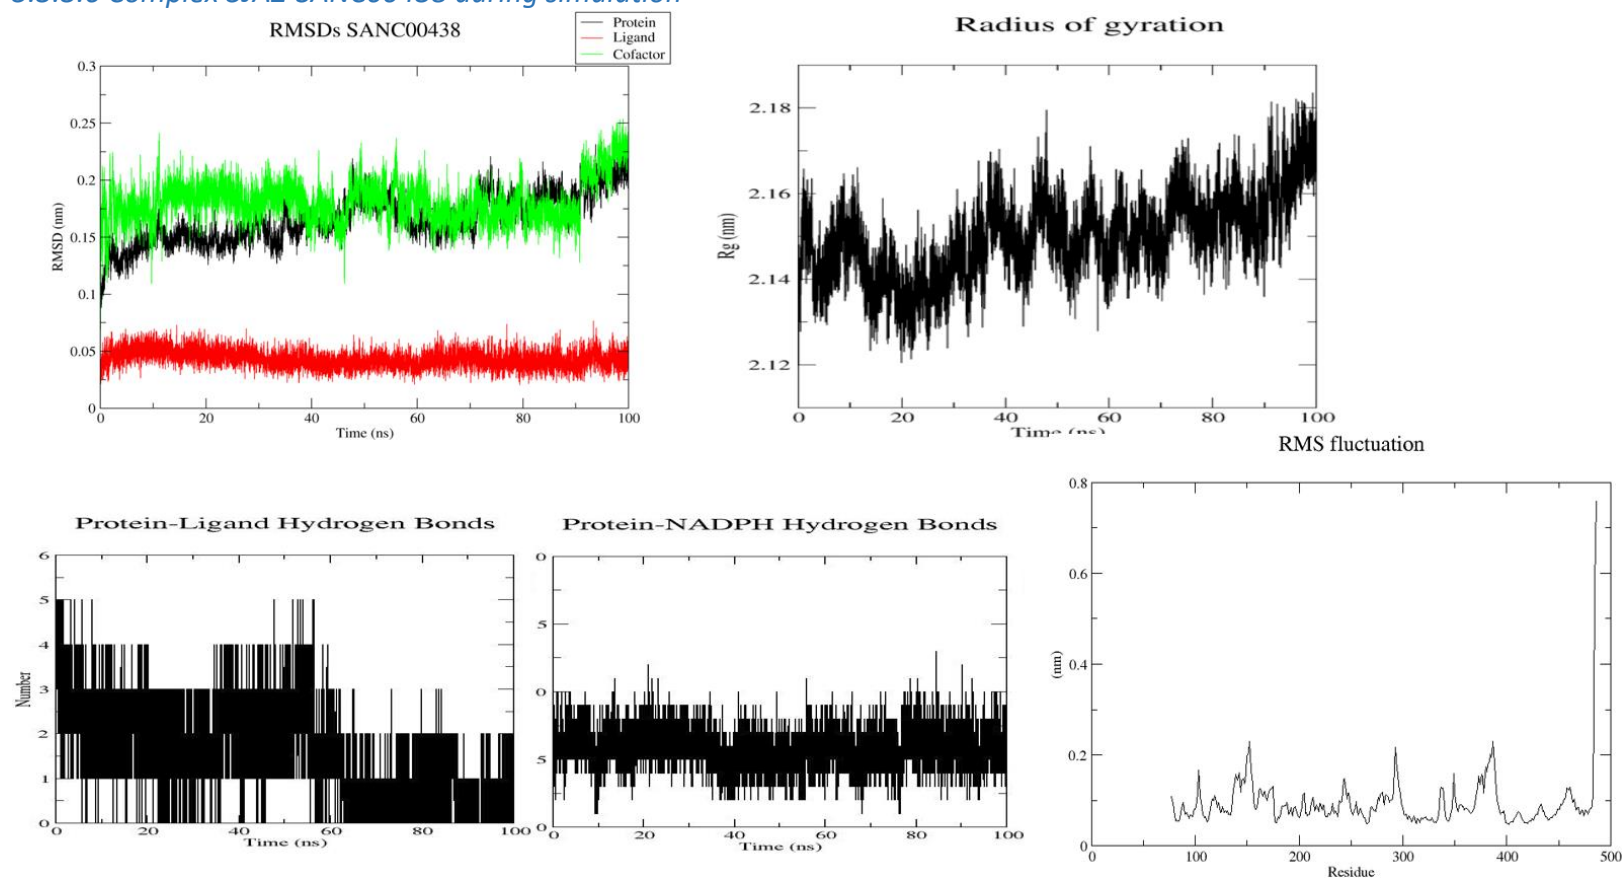 RMSDs SANC00438
Protein
Ligand
Cofactor
0.3
0.25
0.2
0.15
0.1
0.05
0
RMSD (nm)
0 20 40 60 80 100
Time (ns)
Radius of gyration
2.18
2.16
2.14
2.12
Rg (nm)
0 20 40 60 80 100
Time (ns)
Protein-Ligand Hydrogen Bonds
6
5
4
3
2
1
0
Number
0 20 40 60 80 100
Time (ns)
Protein-NADPH Hydrogen Bonds
0
5
0
5
0
0 20 40 60 80 100
Time (ns)
RMS fluctuation
0.8
0.6
0.4
0.2
0
(nm)
0 100 200 300 400 500
Residue